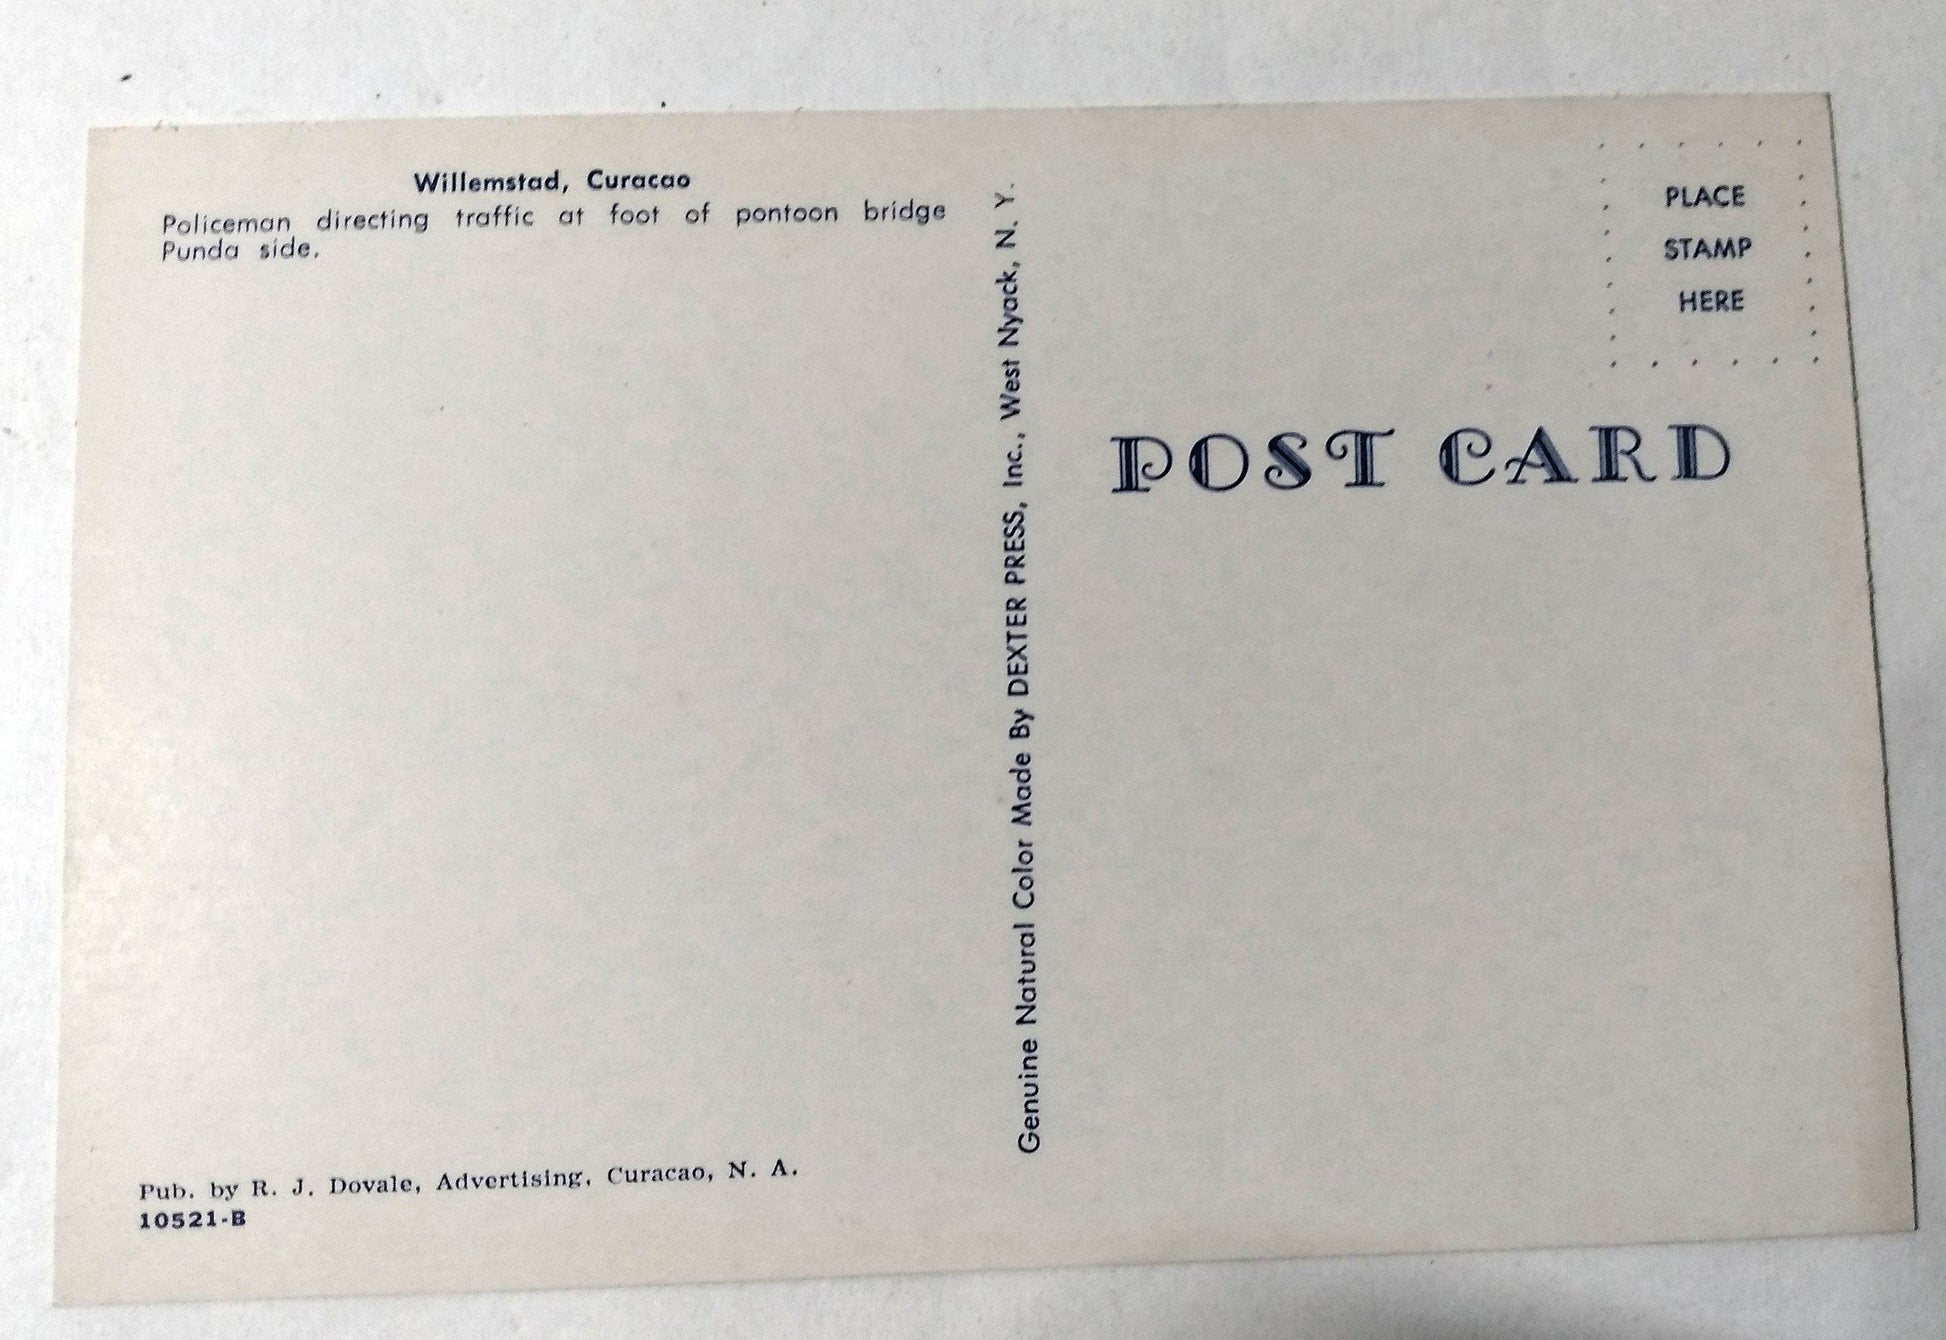 Willemstad, Curacao
Policeman directing traffic at foot of pontoon bridge
Punda side.
Pub. by R. J. Dovale, Advertising, Curacao, N. A.
10521-B
Genuine Natural Color Made By DEXTER PRESS, Inc., West Nyack, N. Y.
PLACE
STAMP
HERE
POST CARD